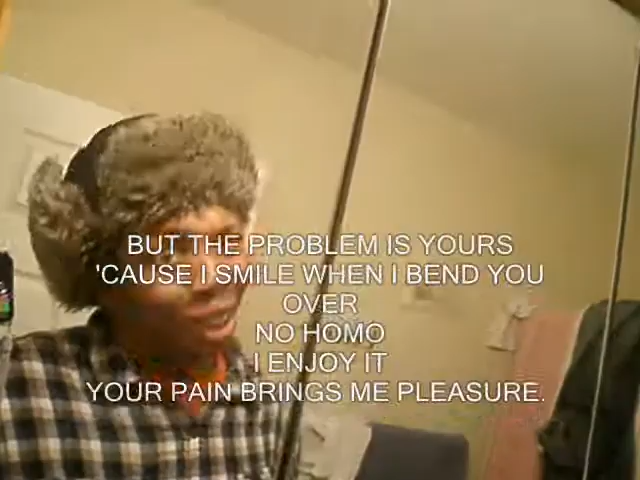 BUT THE PROBLEM IS YOURS
'CAUSE I SMILE WHEN I BEND YOU
OVER
NO HOMO
I ENJOY IT
YOUR PAIN BRINGS ME PLEASURE.